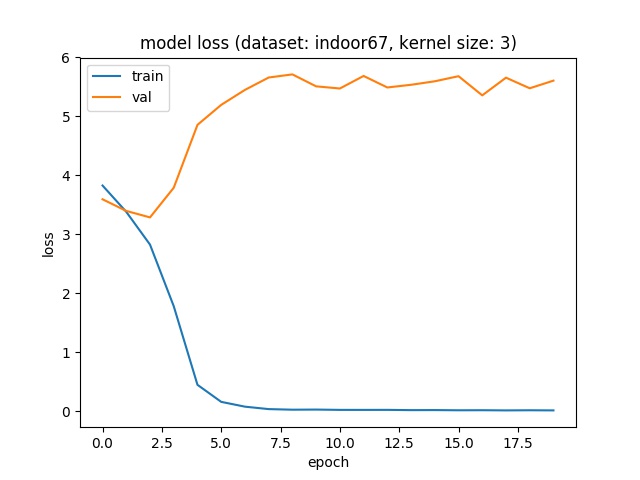 model loss (dataset: indoor67, kernel size: 3)
train
val
6
5
4
3
2
1
0
loss
0.0 2.5 5.0 7.5 10.0 12.5 15.0 17.5
epoch